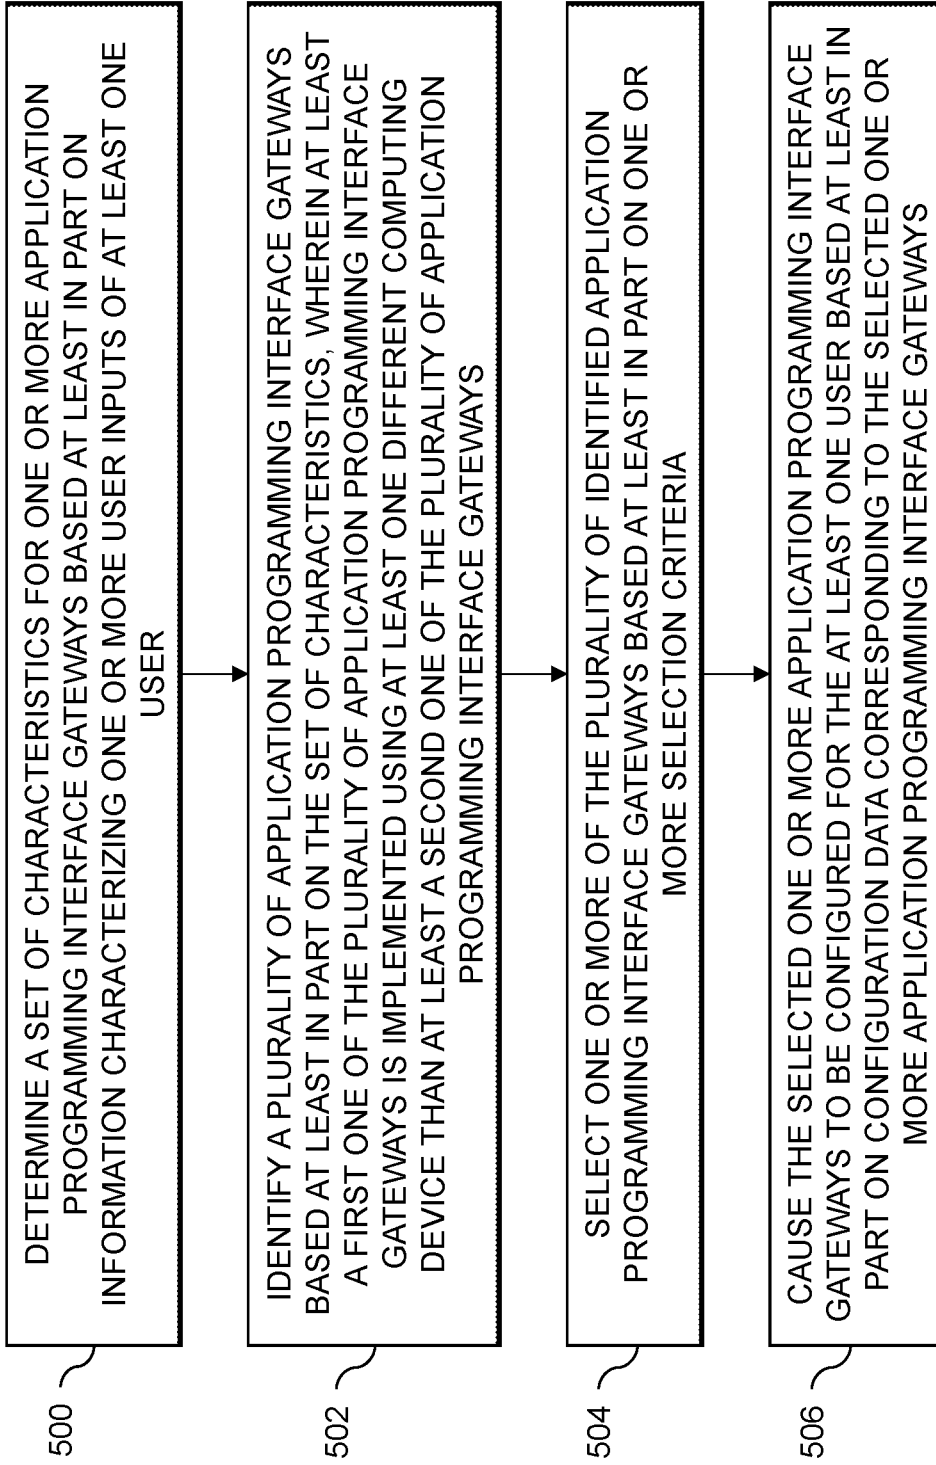 500
DETERMINE A SET OF CHARACTERISTICS FOR ONE OR MORE APPLICATION
PROGRAMMING INTERFACE GATEWAYS BASED AT LEAST IN PART ON
INFORMATION CHARACTERIZING ONE OR MORE USER INPUTS OF AT LEAST ONE
USER
502
IDENTIFY A PLURALITY OF APPLICATION PROGRAMMING INTERFACE GATEWAYS
BASED AT LEAST IN PART ON THE SET OF CHARACTERISTICS, WHEREIN AT LEAST
A FIRST ONE OF THE PLURALITY OF APPLICATION PROGRAMMING INTERFACE
GATEWAYS IS IMPLEMENTED USING AT LEAST ONE DIFFERENT COMPUTING
DEVICE THAN AT LEAST A SECOND ONE OF THE PLURALITY OF APPLICATION
PROGRAMMING INTERFACE GATEWAYS
504
SELECT ONE OR MORE OF THE PLURALITY OF IDENTIFIED APPLICATION
PROGRAMMING INTERFACE GATEWAYS BASED AT LEAST IN PART ON ONE OR
MORE SELECTION CRITERIA
506
CAUSE THE SELECTED ONE OR MORE APPLICATION PROGRAMMING INTERFACE
GATEWAYS TO BE CONFIGURED FOR THE AT LEAST ONE USER BASED AT LEAST IN
PART ON CONFIGURATION DATA CORRESPONDING TO THE SELECTED ONE OR
MORE APPLICATION PROGRAMMING INTERFACE GATEWAYS